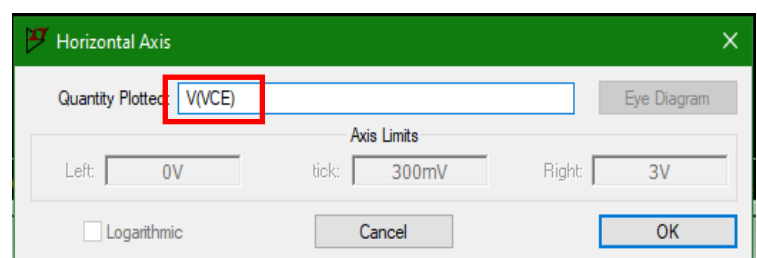 Horizontal Axis
Quantity Plotted: V(VCE) Eye Diagram
Axis Limits
Left: 0V tick: 300mV Right: 3V
Logarithmic Cancel OK